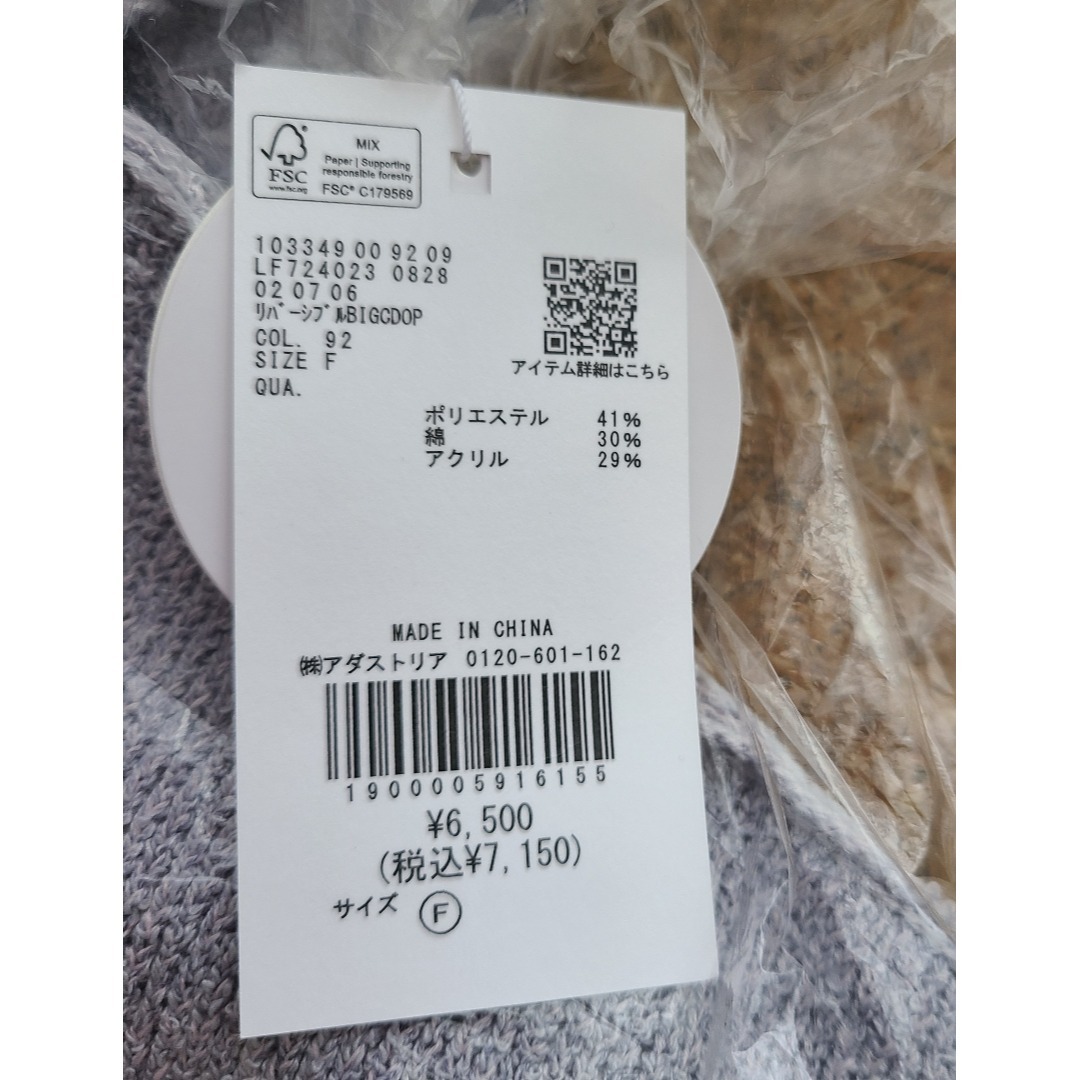 FSC
www.fsc.org
MIX
Paper | Supporting
responsible forestry
FSC® C179569
103349 00 92 09
LF724023 0828
02 07 06
ﾘﾊﾞｰｼﾌﾞﾙBIGCDOP
COL. 92
SIZE F
QUA.
アイテム詳細はこちら
ポリエステル 41%
綿 30%
アクリル 29%
MADE IN CHINA
㈱アダストリア 0120-601-162
1900005916155
¥6,500
(税込¥7,150)
サイズ Ⓕ